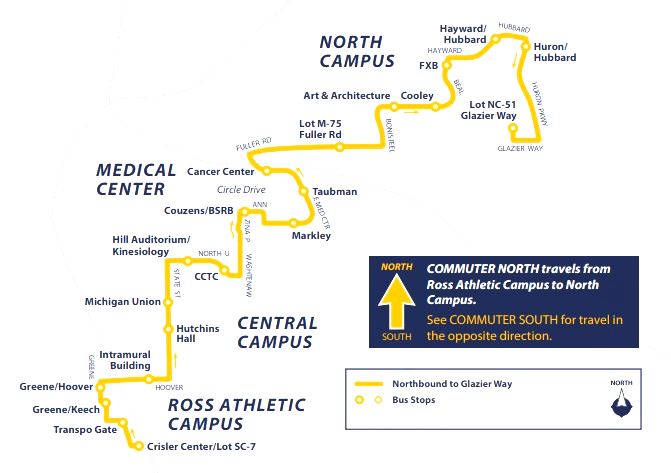 Hayward/
Hubbard
HUBBARD
NORTH
CAMPUS
HAYWARD
Huron/
Hubbard
FXB
BEAL
HURON PKWY
Art & Architecture
Cooley
Lot NC-51
Glazier Way
Lot M-75
Fuller Rd
BONISTEEL
FULLER RD
GLAZIER WAY
MEDICAL
CENTER
Cancer Center
Circle Drive
Taubman
E MED CTR
Couzens/BSRB
ANN
ZINA P
Markley
Hill Auditorium/
Kinesiology
NORTH U
CCTC
WASHTENAW
STATE ST
NORTH
SOUTH
COMMUTER NORTH travels from
Ross Athletic Campus to North
Campus.
See COMMUTER SOUTH for travel in
the opposite direction.
Michigan Union
CENTRAL
CAMPUS
Hutchins
Hall
Intramural
Building
GREENE
Greene/Hoover
HOOVER
Northbound to Glazier Way
Bus Stops
NORTH
Greene/Keech
ROSS ATHLETIC
CAMPUS
Transpo Gate
Crisler Center/Lot SC-7